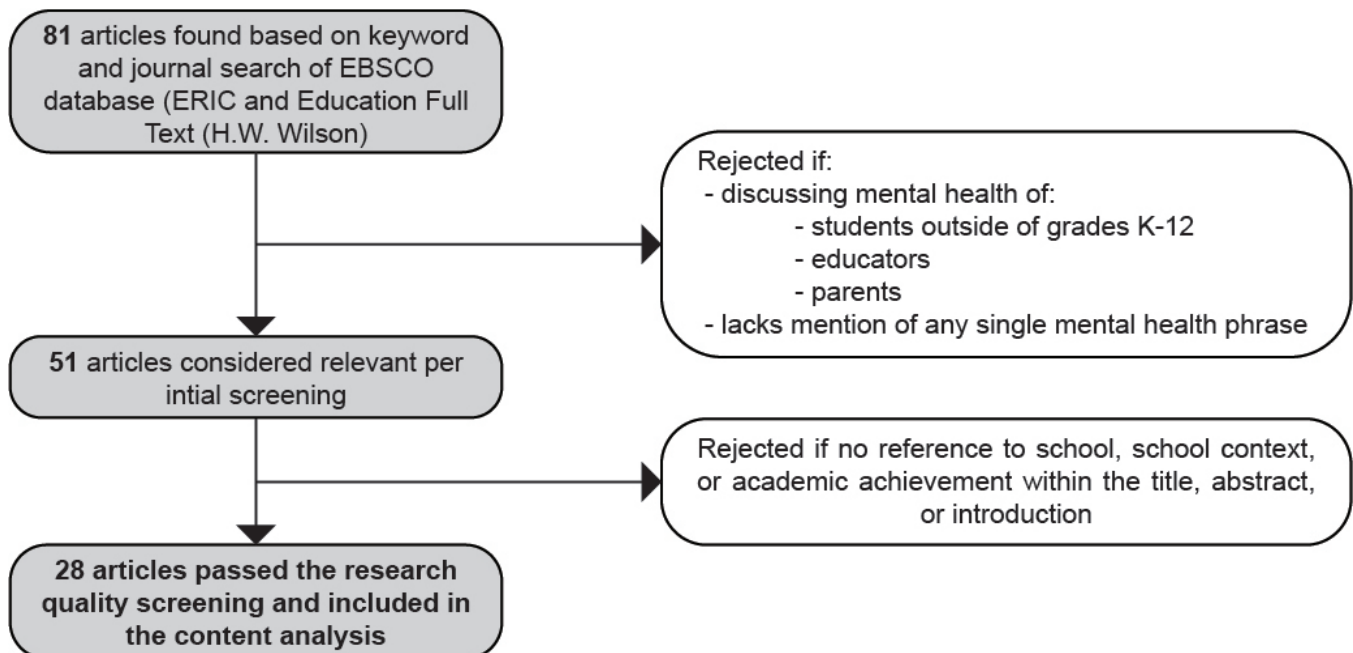 81 articles found based on keyword
and journal search of EBSCO
database (ERIC and Education Full
Text (H.W. Wilson)
Rejected if:
- discussing mental health of:
- students outside of grades K-12
- educators
- parents
- lacks mention of any single mental health phrase
51 articles considered relevant per
intial screening
Rejected if no reference to school, school context,
or academic achievement within the title, abstract,
or introduction
28 articles passed the research
quality screening and included in
the content analysis